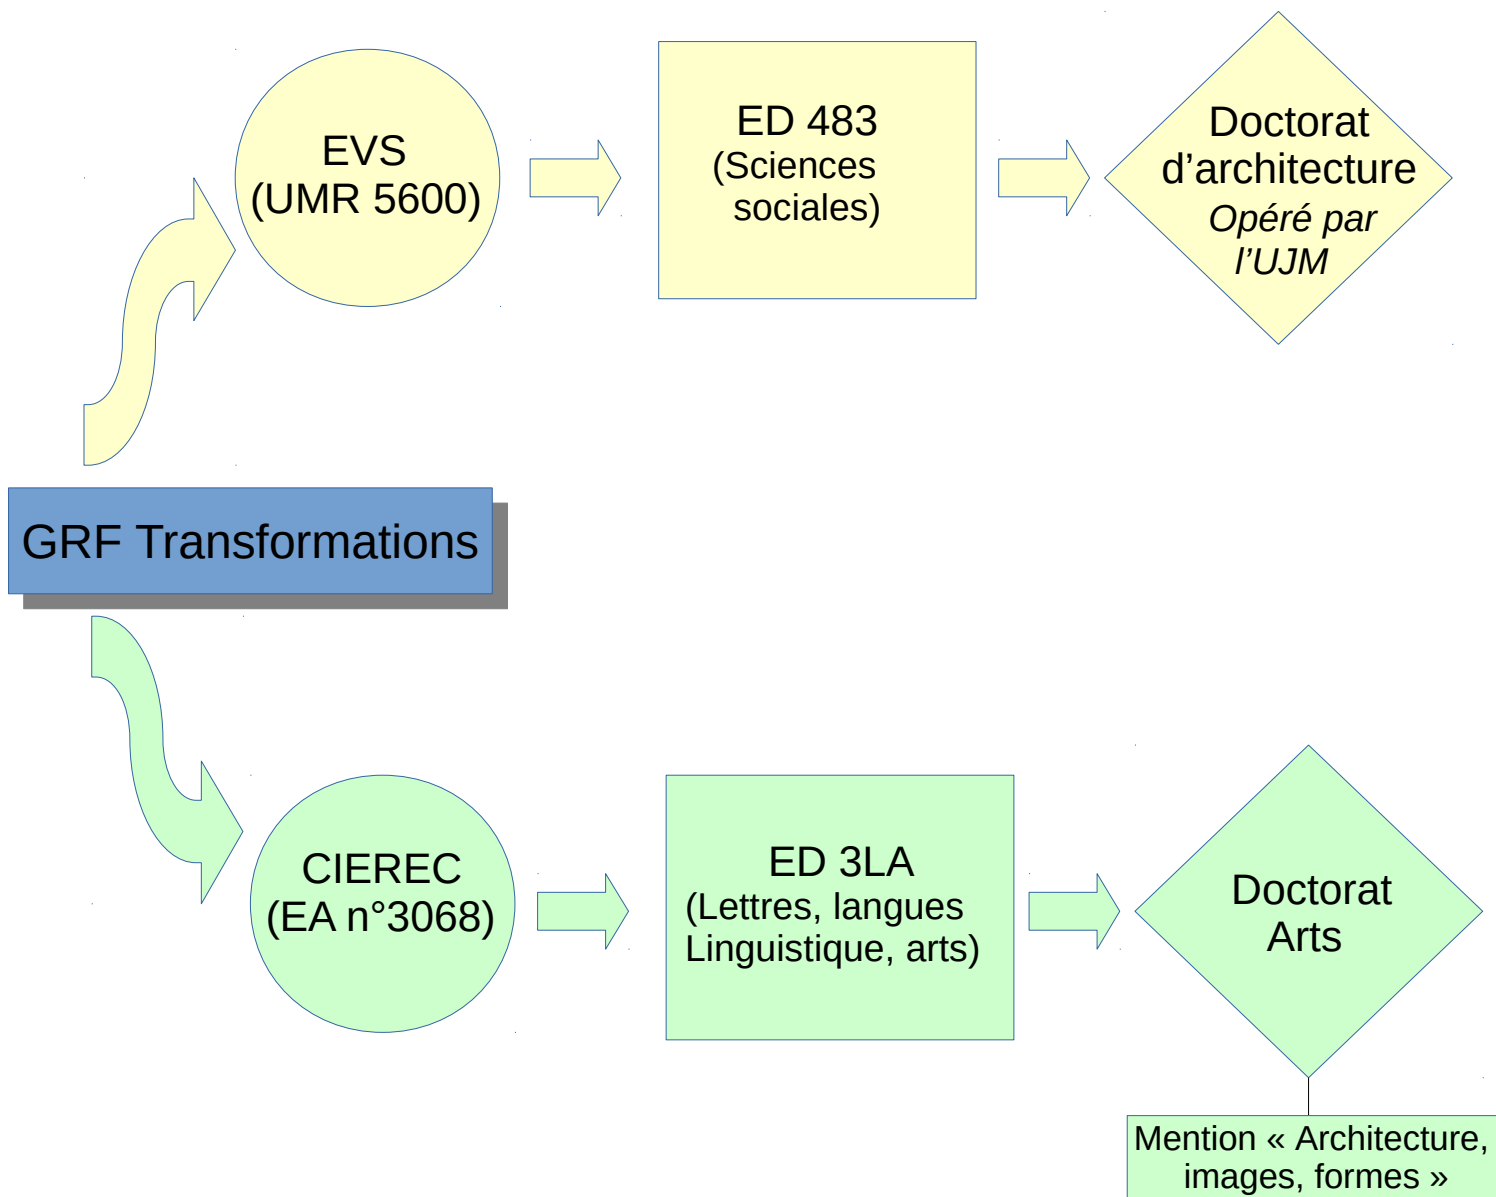 EVS
(UMR 5600)
ED 483
(Sciences
sociales)
Doctorat
d’architecture
Opéré par
l’UJM
GRF Transformations
CIEREC
(EA n°3068)
ED 3LA
(Lettres, langues
Linguistique, arts)
Doctorat
Arts
Mention « Architecture,
images, formes »